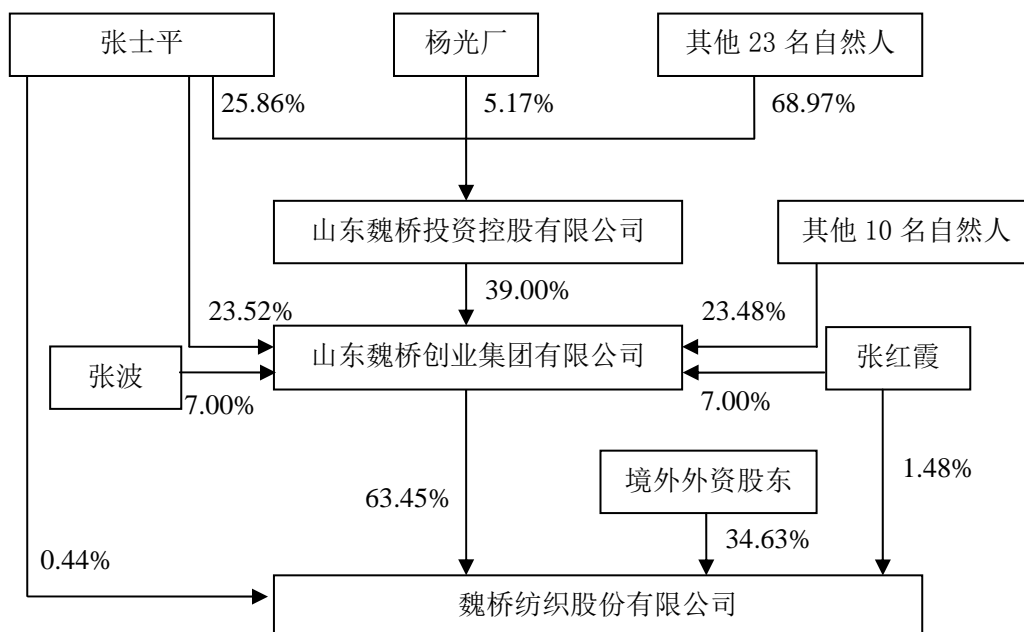 张士平
杨光厂
其他 23 名自然人
25.86%
5.17%
68.97%
山东魏桥投资控股有限公司
其他 10 名自然人
39.00%
23.52%
23.48%
山东魏桥创业集团有限公司
张波
张红霞
7.00%
7.00%
境外外资股东
1.48%
63.45%
34.63%
0.44%
魏桥纺织股份有限公司